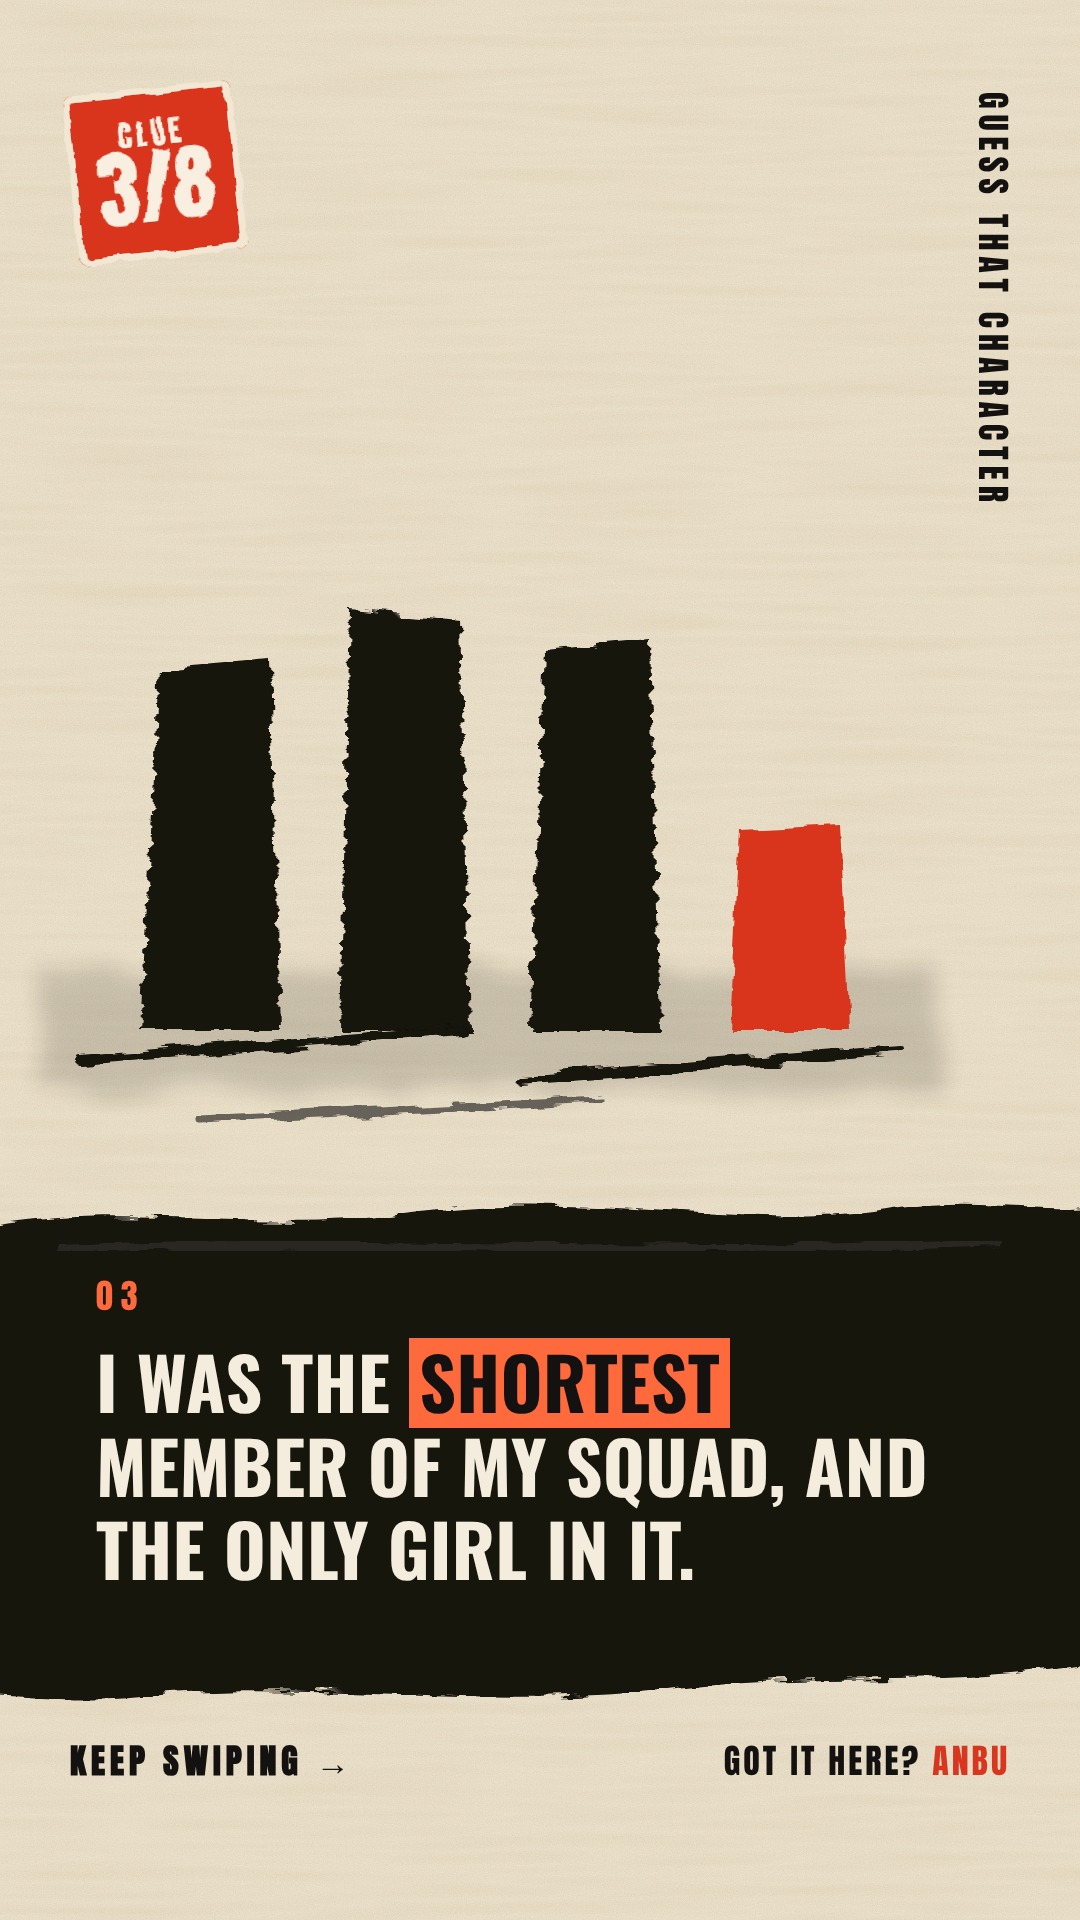 CLUE
3/8
GUESS THAT CHARACTER
03
I WAS THE SHORTEST
MEMBER OF MY SQUAD, AND
THE ONLY GIRL IN IT.
KEEP SWIPING →
GOT IT HERE? ANBU